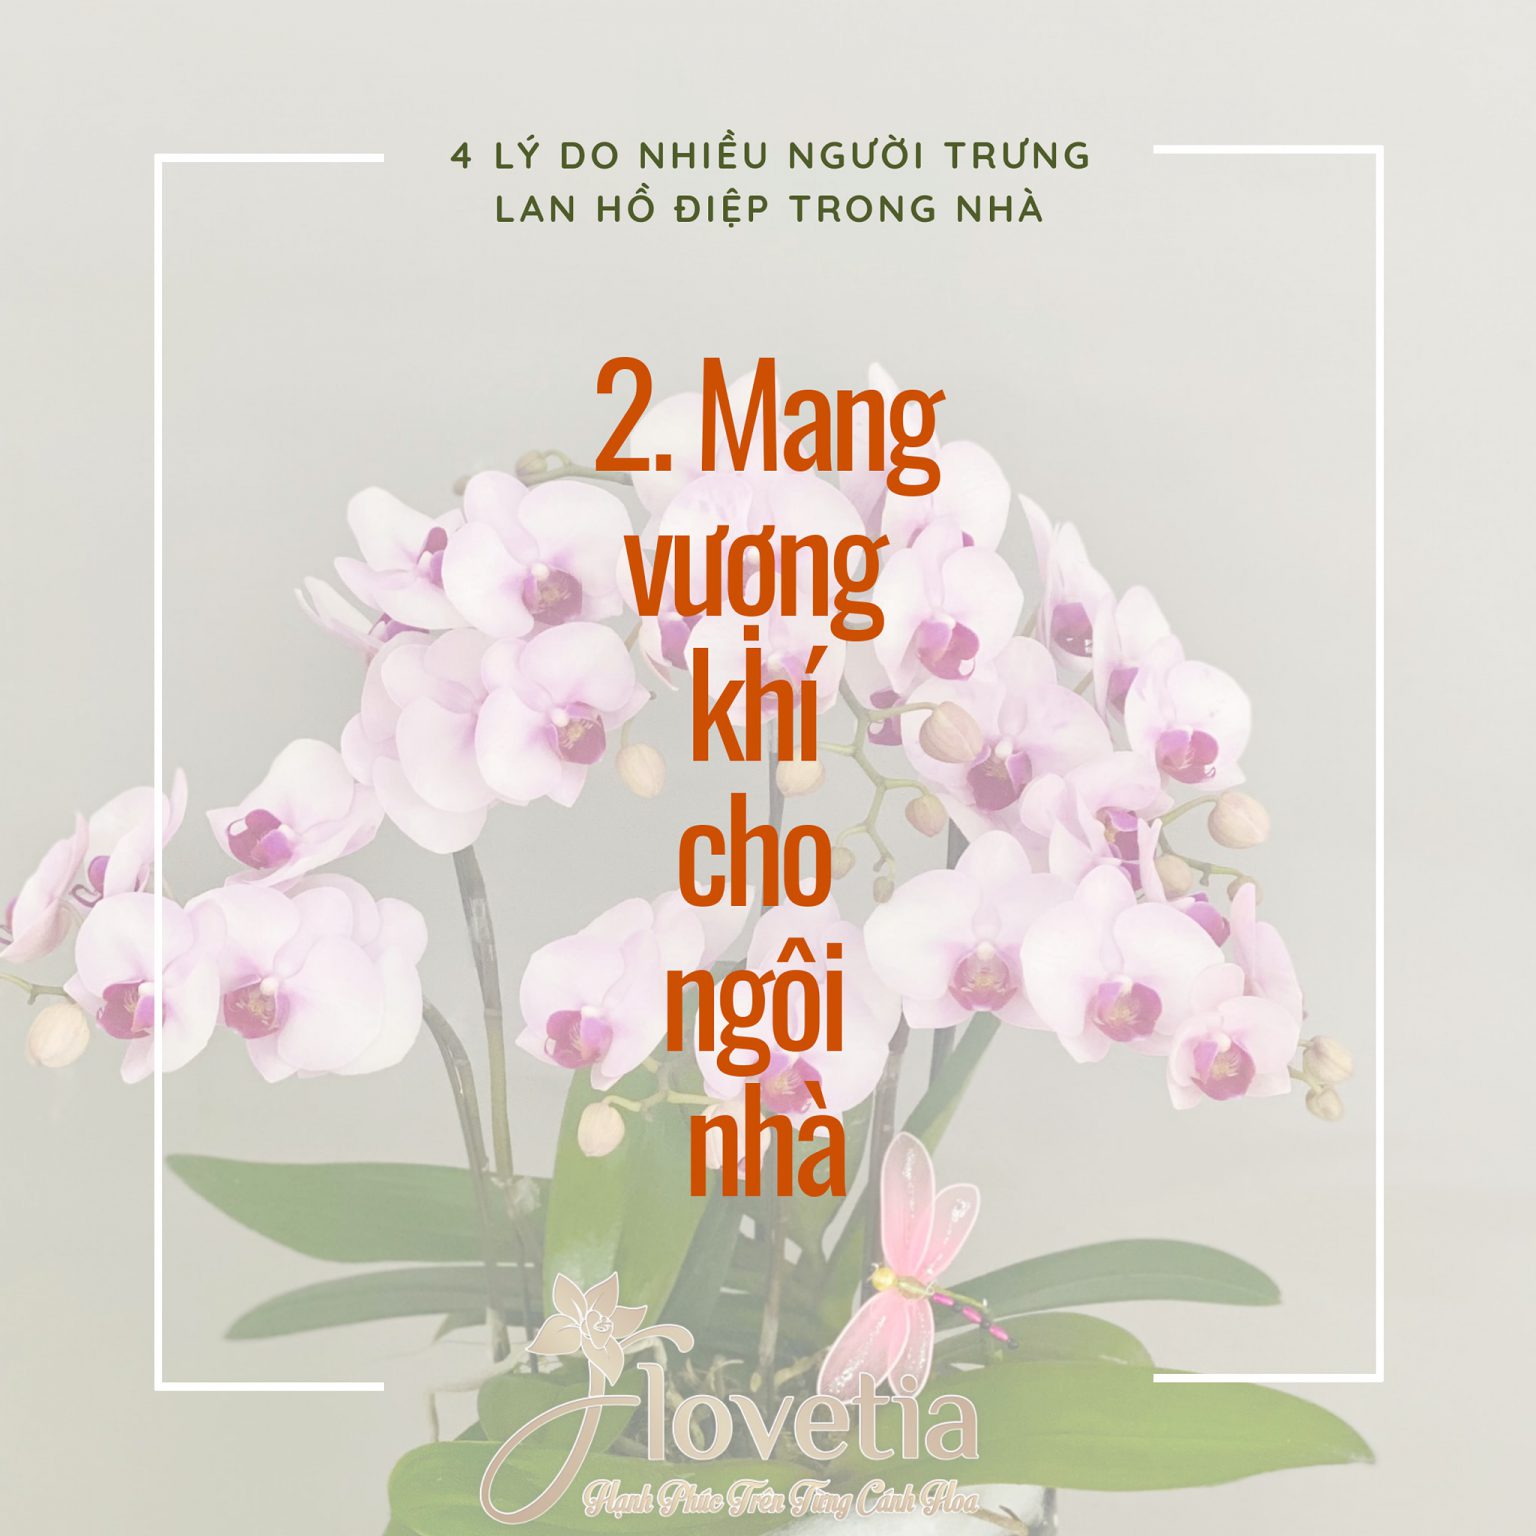 4 LÝ DO NHIỀU NGƯỜI TRƯNG
LAN HỒ ĐIỆP TRONG NHÀ
2. Mang
vượng
khí
cho
ngôi
nhà
Flovetia
Hạnh Phúc Trên Từng Cánh Hoa